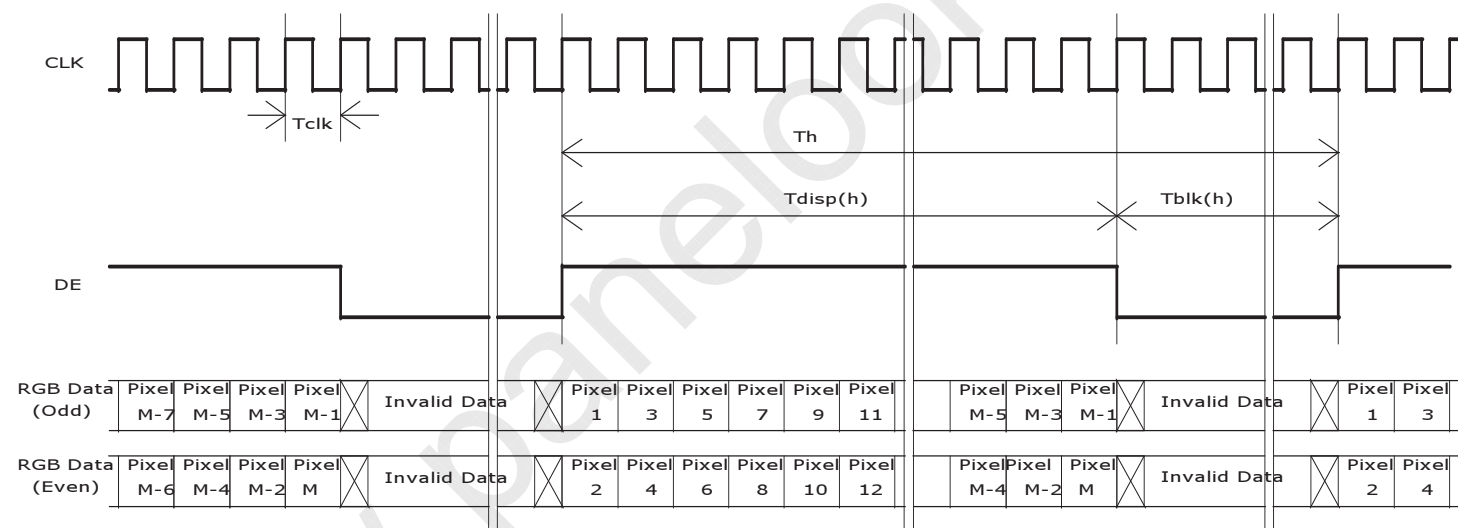 CLK
Tclk
Th
Tdisp(h)
Tblk(h)
DE
RGB Data (Odd)
Pixel M-7 Pixel M-5 Pixel M-3 Pixel M-1 Invalid Data Pixel 1 Pixel 3 Pixel 5 Pixel 7 Pixel 9 Pixel 11 Pixel M-5 Pixel M-3 Pixel M-1 Invalid Data Pixel 1 Pixel 3
RGB Data (Even)
Pixel M-6 Pixel M-4 Pixel M-2 Pixel M Invalid Data Pixel 2 Pixel 4 Pixel 6 Pixel 8 Pixel 10 Pixel 12 Pixel M-4 Pixel M-2 Pixel M Invalid Data Pixel 2 Pixel 4